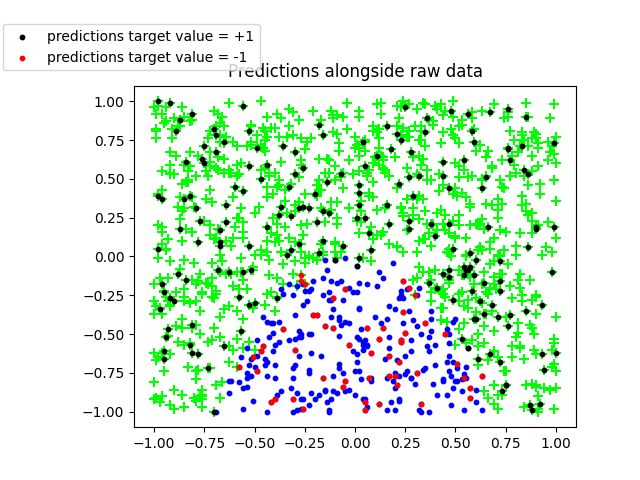 predictions target value = +1
predictions target value = -1
Predictions alongside raw data
1.00
0.75
0.50
0.25
0.00
−0.25
−0.50
−0.75
−1.00
−1.00 −0.75 −0.50 −0.25 0.00 0.25 0.50 0.75 1.00